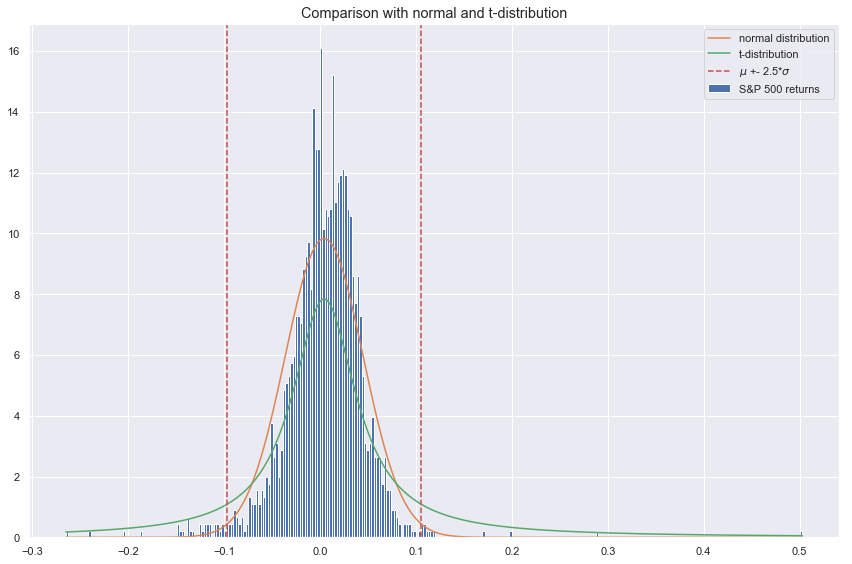 Comparison with normal and t-distribution
normal distribution
t-distribution
μ +- 2.5*σ
S&P 500 returns
16
14
12
10
8
6
4
2
0
−0.3 −0.2 −0.1 0.0 0.1 0.2 0.3 0.4 0.5